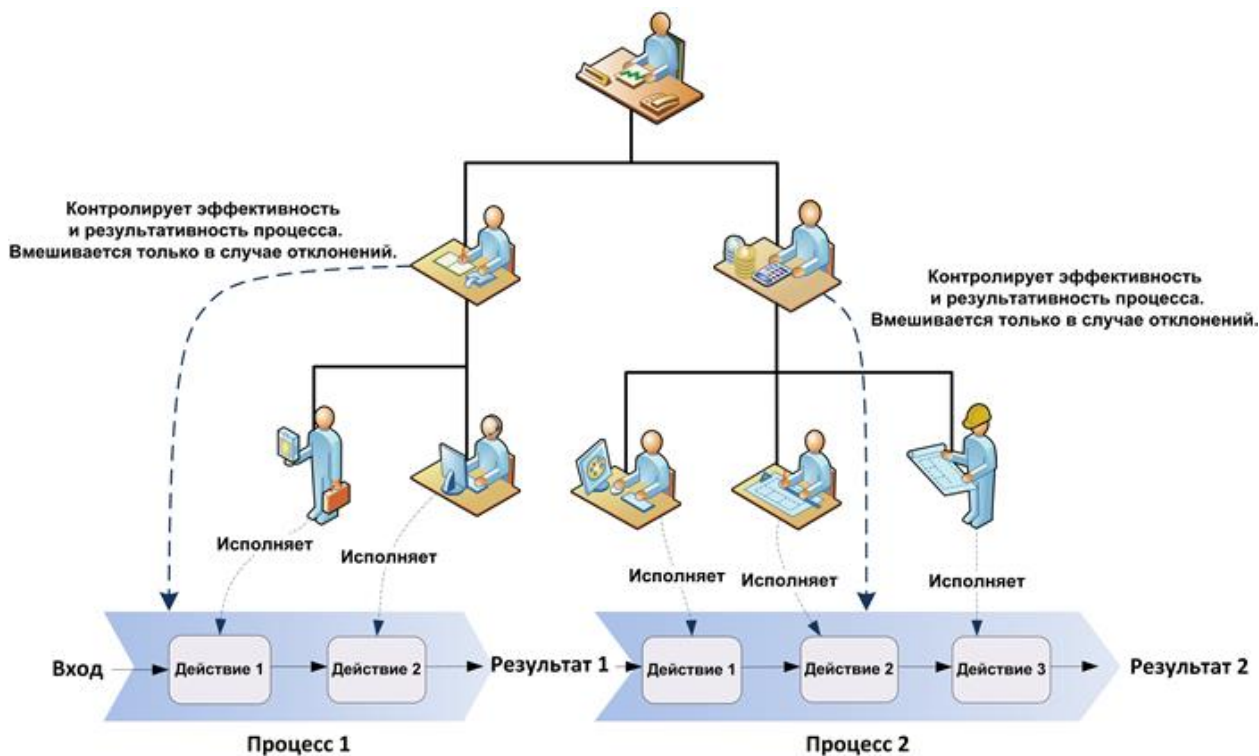 Контролирует эффективность
и результативность процесса.
Вмешивается только в случае отклонений.
Контролирует эффективность
и результативность процесса.
Вмешивается только в случае отклонений.
Исполняет
Исполняет
Исполняет
Исполняет
Исполняет
Вход
Действие 1
Действие 2
Результат 1
Действие 1
Действие 2
Действие 3
Результат 2
Процесс 1
Процесс 2